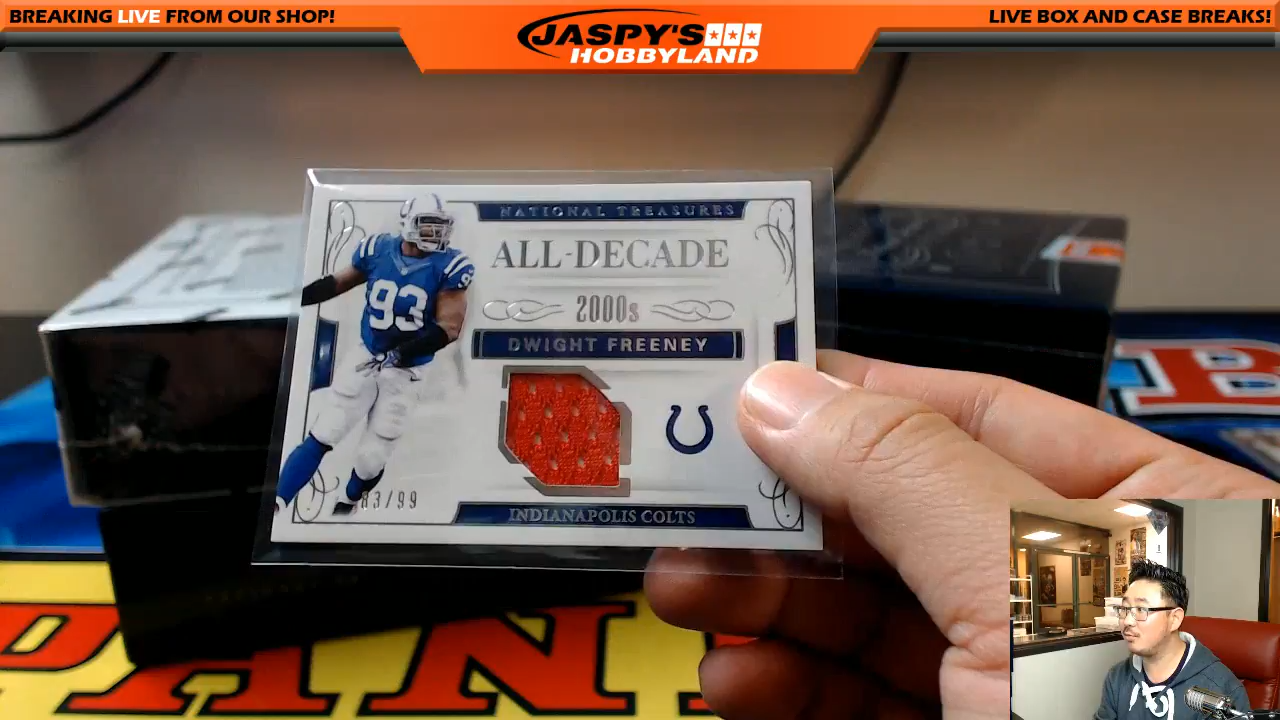 BREAKING LIVE FROM OUR SHOP!
JASPY'S
HOBBYLAND
LIVE BOX AND CASE BREAKS!
NATIONAL TREASURES
ALL-DECADE
2000s
DWIGHT FREENEY
93
83/99
INDIANAPOLIS COLTS